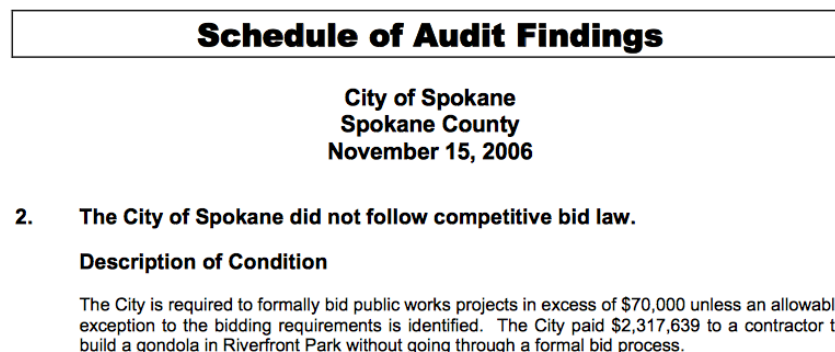 Schedule of Audit Findings
City of Spokane
Spokane County
November 15, 2006
2. The City of Spokane did not follow competitive bid law.
Description of Condition
The City is required to formally bid public works projects in excess of $70,000 unless an allowabl
exception to the bidding requirements is identified. The City paid $2,317,639 to a contractor t
build a gondola in Riverfront Park without going through a formal bid process.